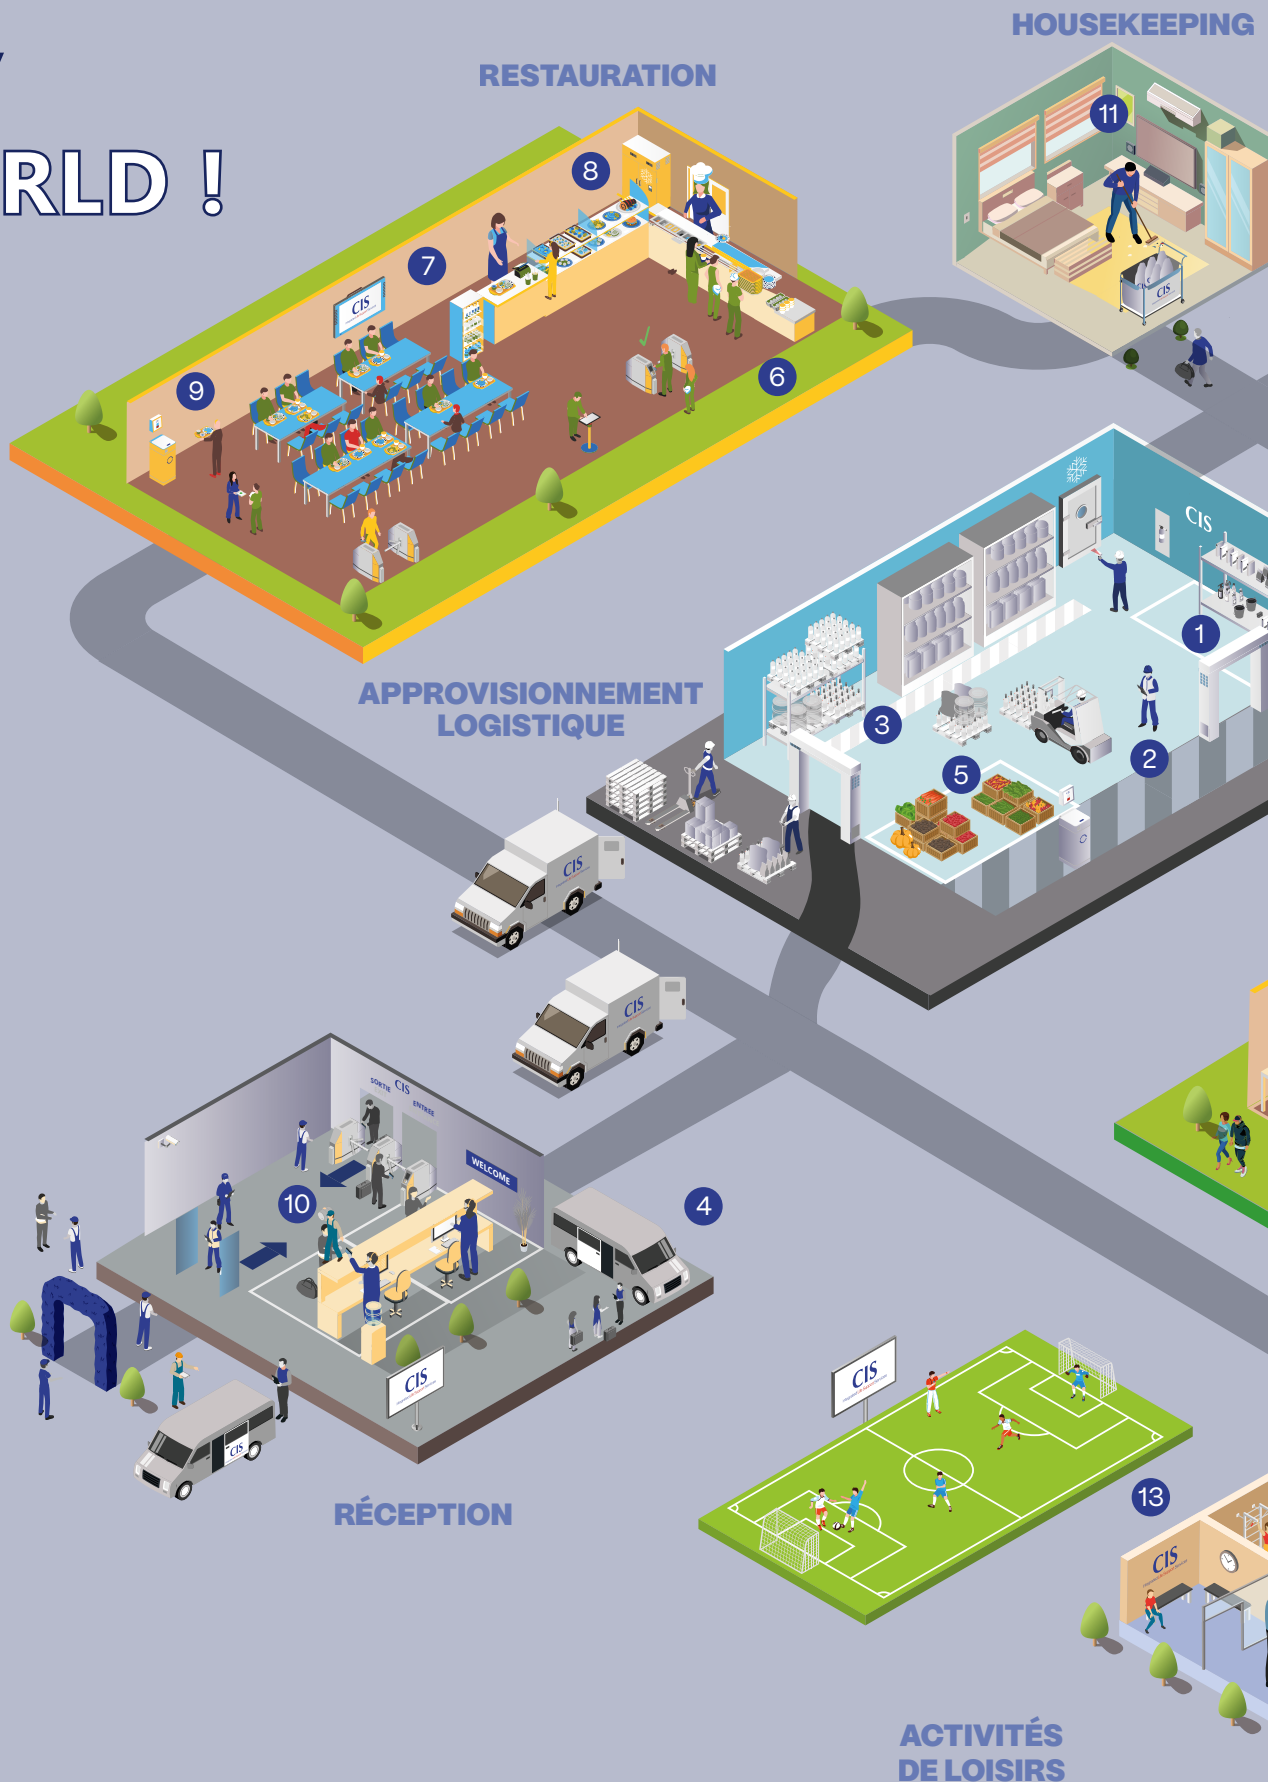 HOUSEKEEPING
RESTAURATION
11
RLD !
8
7
CIS
CIS
9
6
CIS
1
APPROVISIONNEMENT
LOGISTIQUE
3
2
5
CIS
CIS
SORTIE
CIS
ENTRÉE
WELCOME
10
4
CIS
CIS
CIS
RÉCEPTION
13
CIS
ACTIVITÉS
DE LOISIRS